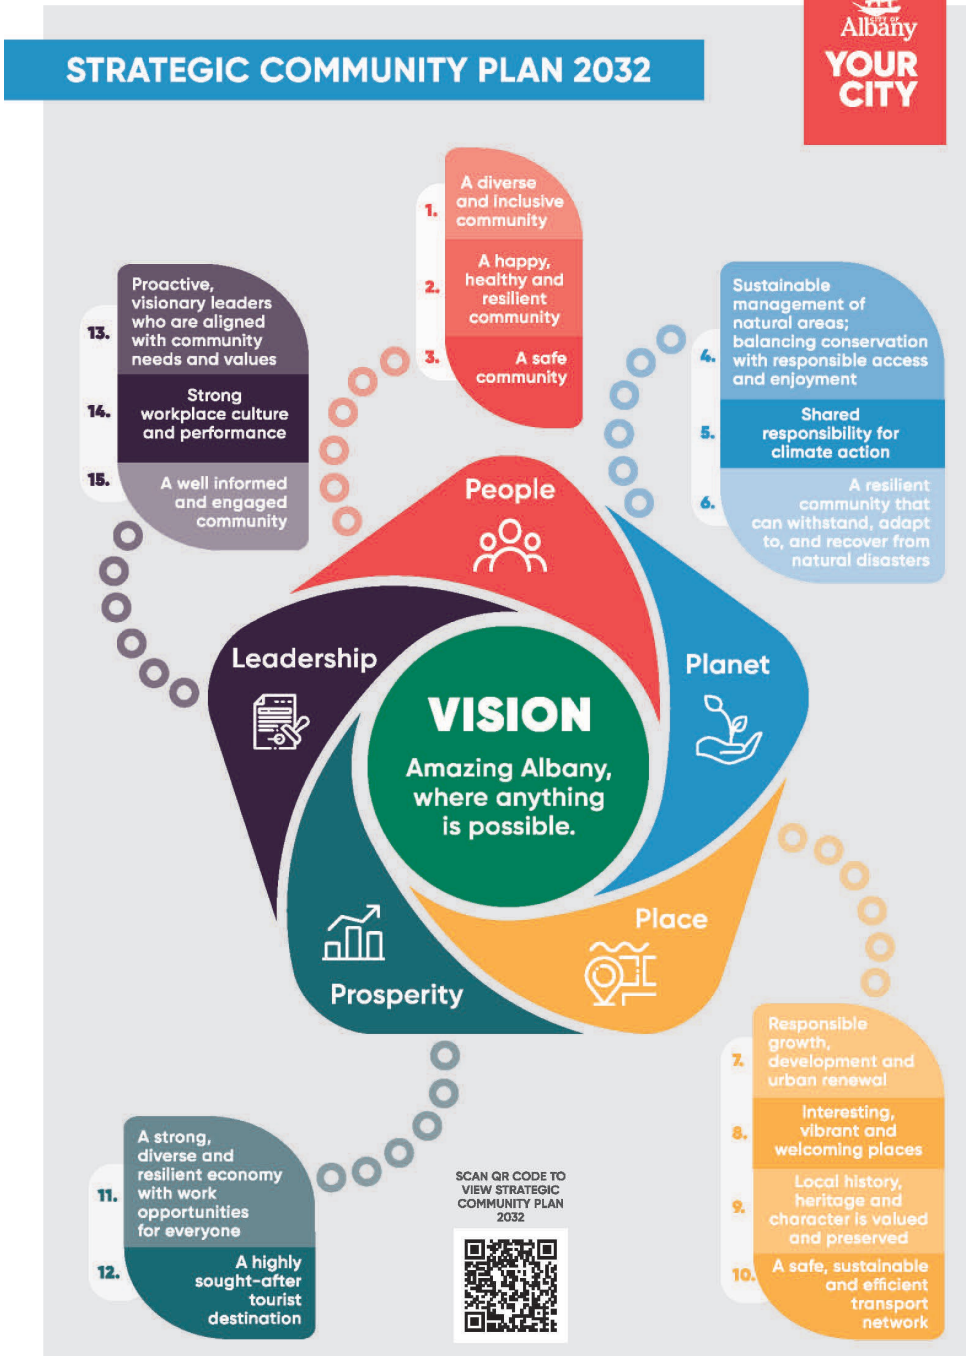 CITY OF
Albany
YOUR
CITY
STRATEGIC COMMUNITY PLAN 2032
1.
A diverse
and inclusive
community
2.
A happy,
healthy and
resilient
community
3.
A safe
community
4.
Sustainable
management of
natural areas;
balancing conservation
with responsible access
and enjoyment
5.
Shared
responsibility for
climate action
6.
A resilient
community that
can withstand, adapt
to, and recover from
natural disasters
13.
Proactive,
visionary leaders
who are aligned
with community
needs and values
14.
Strong
workplace culture
and performance
15.
A well informed
and engaged
community
People
Leadership
Planet
VISION
Amazing Albany,
where anything
is possible.
Place
Prosperity
7.
Responsible
growth,
development and
urban renewal
8.
Interesting,
vibrant and
welcoming places
9.
Local history,
heritage and
character is valued
and preserved
10.
A safe, sustainable
and efficient
transport
network
11.
A strong,
diverse and
resilient economy
with work
opportunities
for everyone
12.
A highly
sought-after
tourist
destination
SCAN QR CODE TO
VIEW STRATEGIC
COMMUNITY PLAN
2032